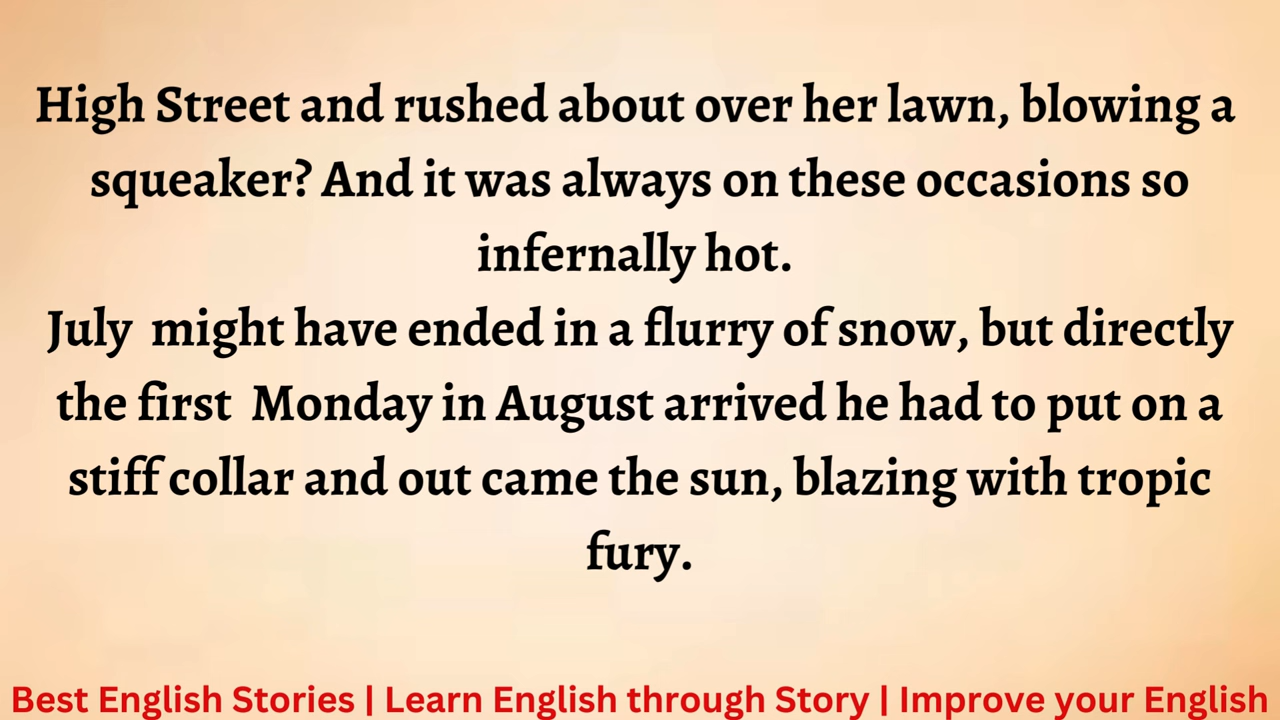 High Street and rushed about over her lawn, blowing a
squeaker? And it was always on these occasions so
infernally hot.
July  might have ended in a flurry of snow, but directly
the first  Monday in August arrived he had to put on a
stiff collar and out came the sun, blazing with tropic
fury.
Best English Stories | Learn English through Story | Improve your English